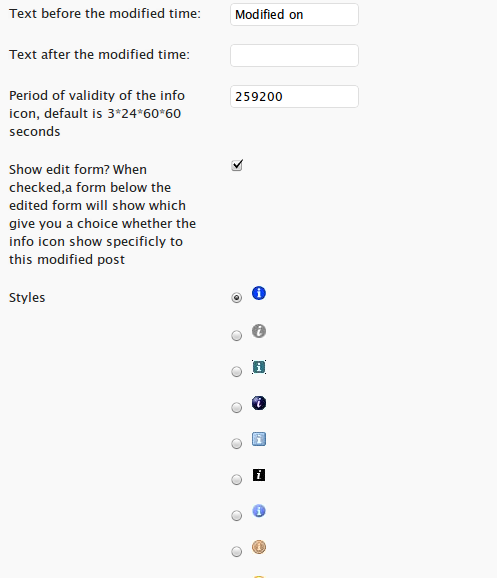 Text before the modified time:
Modified on
Text after the modified time:
Period of validity of the info
icon, default is 3*24*60*60
seconds
259200
Show edit form? When
checked,a form below the
edited form will show which
give you a choice whether the
info icon show specificly to
this modified post
Styles
i
i
i
i
i
i
i
i